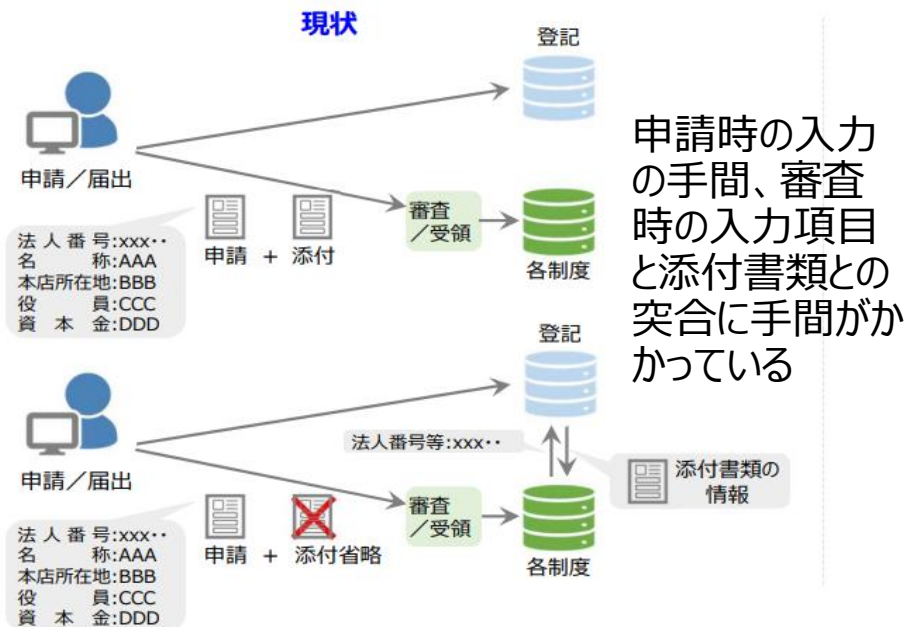 現状
登記
申請／届出
法人番号:xxx‥
名　　称:AAA
本店所在地:BBB
役　　員:CCC
資 本 金:DDD
申請 + 添付
審査
／受領
各制度
申請時の入力
の手間、審査
時の入力項目
と添付書類との
突合に手間がか
かっている
登記
法人番号等:xxx‥
添付書類の
情報
申請／届出
法人番号:xxx‥
名　　称:AAA
本店所在地:BBB
役　　員:CCC
資 本 金:DDD
申請 + 添付省略
審査
／受領
各制度